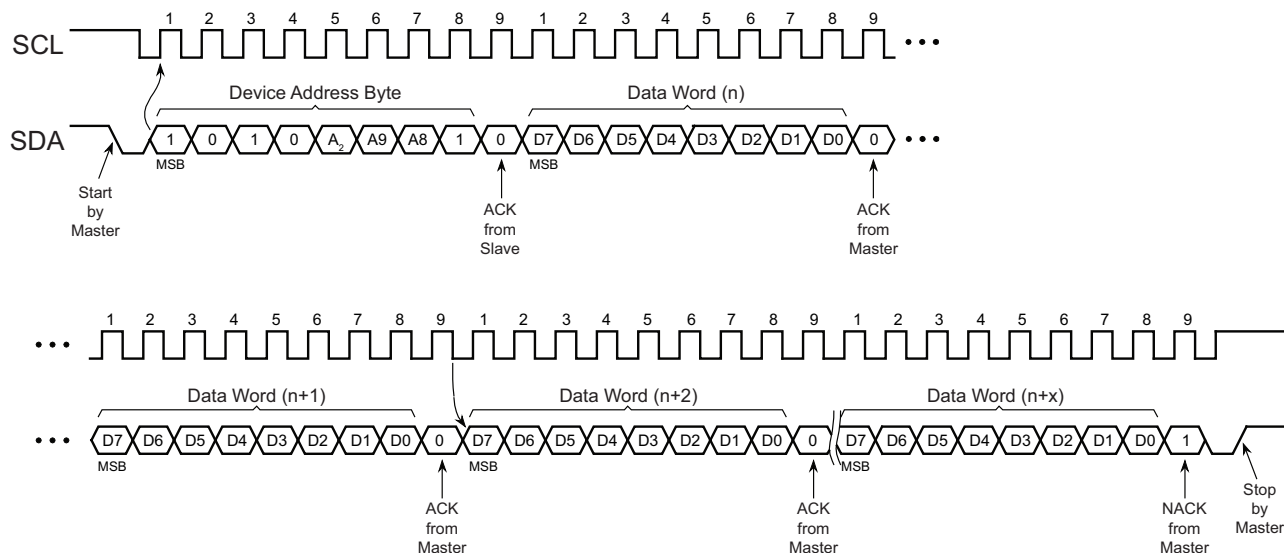 1 2 3 4 5 6 7 8 9 1 2 3 4 5 6 7 8 9
SCL
Device Address Byte Data Word (n)
SDA 1 0 1 0 A2 A9 A8 1 0 D7 D6 D5 D4 D3 D2 D1 D0 0
MSB MSB
Start
by
Master
ACK
from
Slave
ACK
from
Master
1 2 3 4 5 6 7 8 9 1 2 3 4 5 6 7 8 9 1 2 3 4 5 6 7 8 9
Data Word (n+1) Data Word (n+2) Data Word (n+x)
D7 D6 D5 D4 D3 D2 D1 D0 0 D7 D6 D5 D4 D3 D2 D1 D0 0 D7 D6 D5 D4 D3 D2 D1 D0 1
MSB MSB MSB
ACK
from
Master
ACK
from
Master
NACK
from
Master
Stop
by
Master